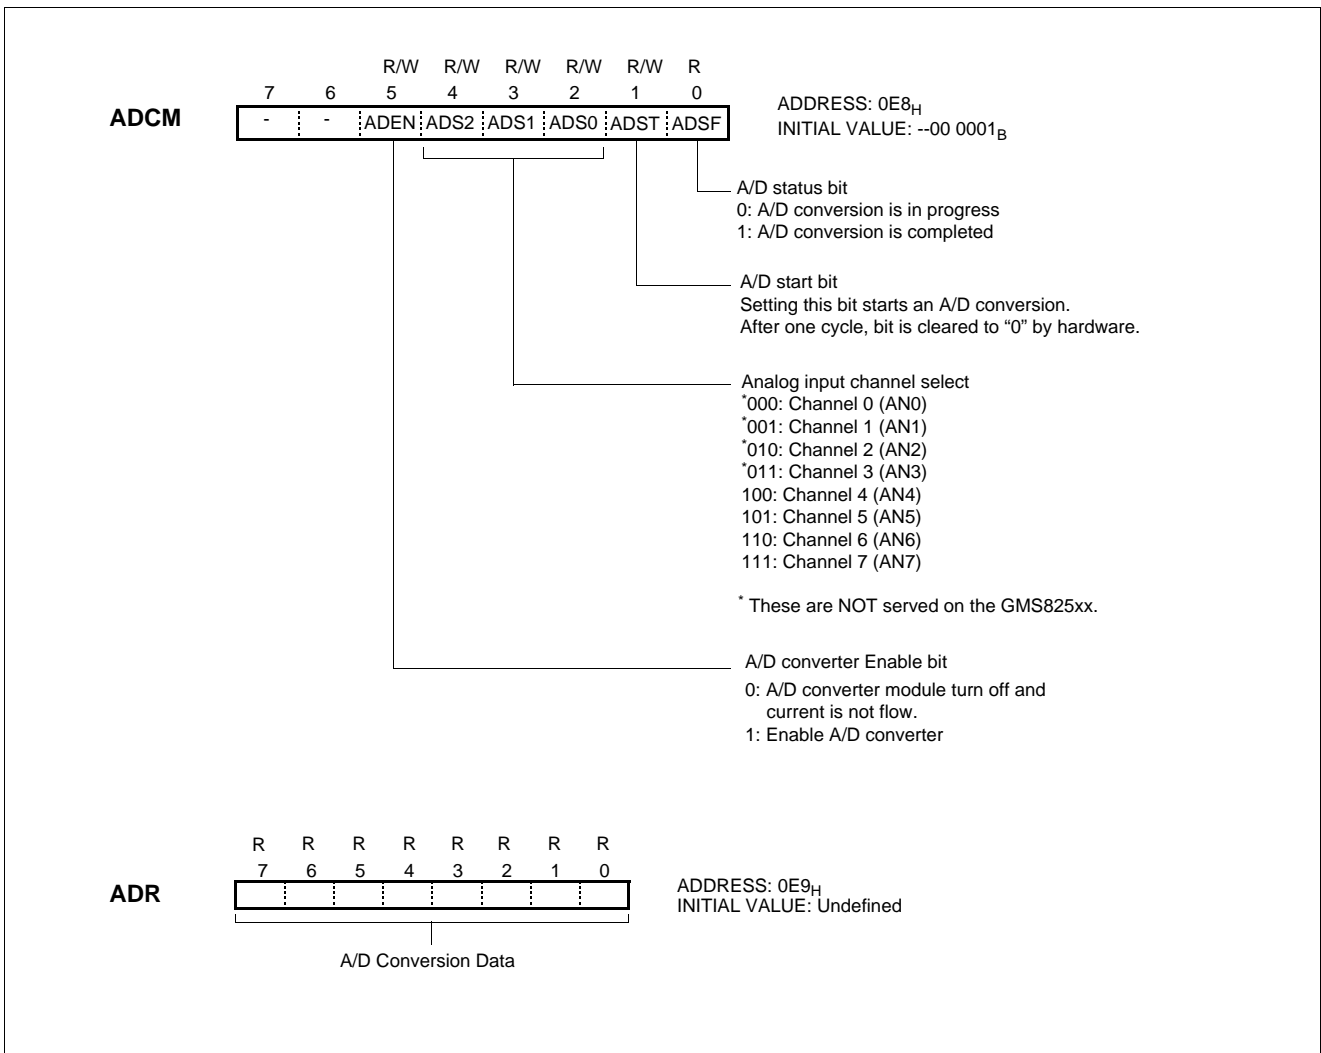 R/W R/W R/W R/W R/W R
7 6 5 4 3 2 1 0
ADCM - - ADEN ADS2 ADS1 ADS0 ADST ADSF
ADDRESS: 0E8H
INITIAL VALUE: --00 0001B
A/D status bit
0: A/D conversion is in progress
1: A/D conversion is completed
A/D start bit
Setting this bit starts an A/D conversion.
After one cycle, bit is cleared to “0” by hardware.
Analog input channel select
*000: Channel 0 (AN0)
*001: Channel 1 (AN1)
*010: Channel 2 (AN2)
*011: Channel 3 (AN3)
100: Channel 4 (AN4)
101: Channel 5 (AN5)
110: Channel 6 (AN6)
111: Channel 7 (AN7)
* These are NOT served on the GMS825xx.
A/D converter Enable bit
0: A/D converter module turn off and
current is not flow.
1: Enable A/D converter
R R R R R R R R
7 6 5 4 3 2 1 0
ADR
ADDRESS: 0E9H
INITIAL VALUE: Undefined
A/D Conversion Data